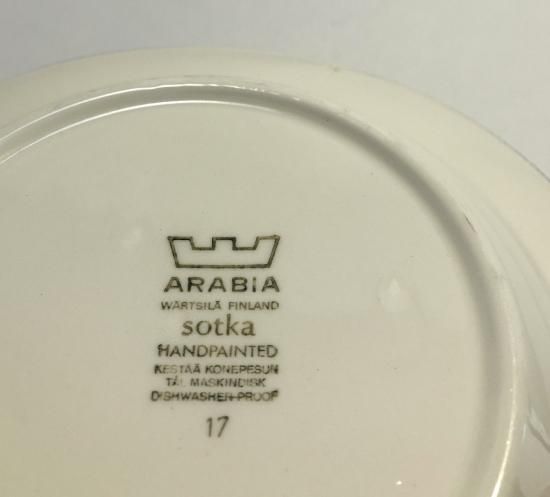 ARABIA
WÄRTSILÄ FINLAND
sotka
HANDPAINTED
KESTÄÄ KONEPESUN
TÅL MASKINDISK
DISHWASHER-PROOF
17